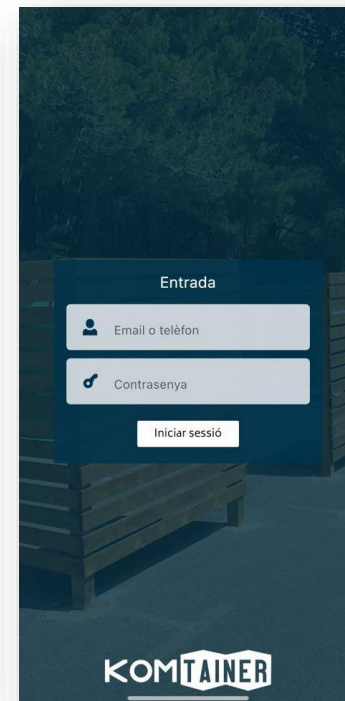 Entrada
Email o telèfon
Contrasenya
Iniciar sessió
KOMTAINER